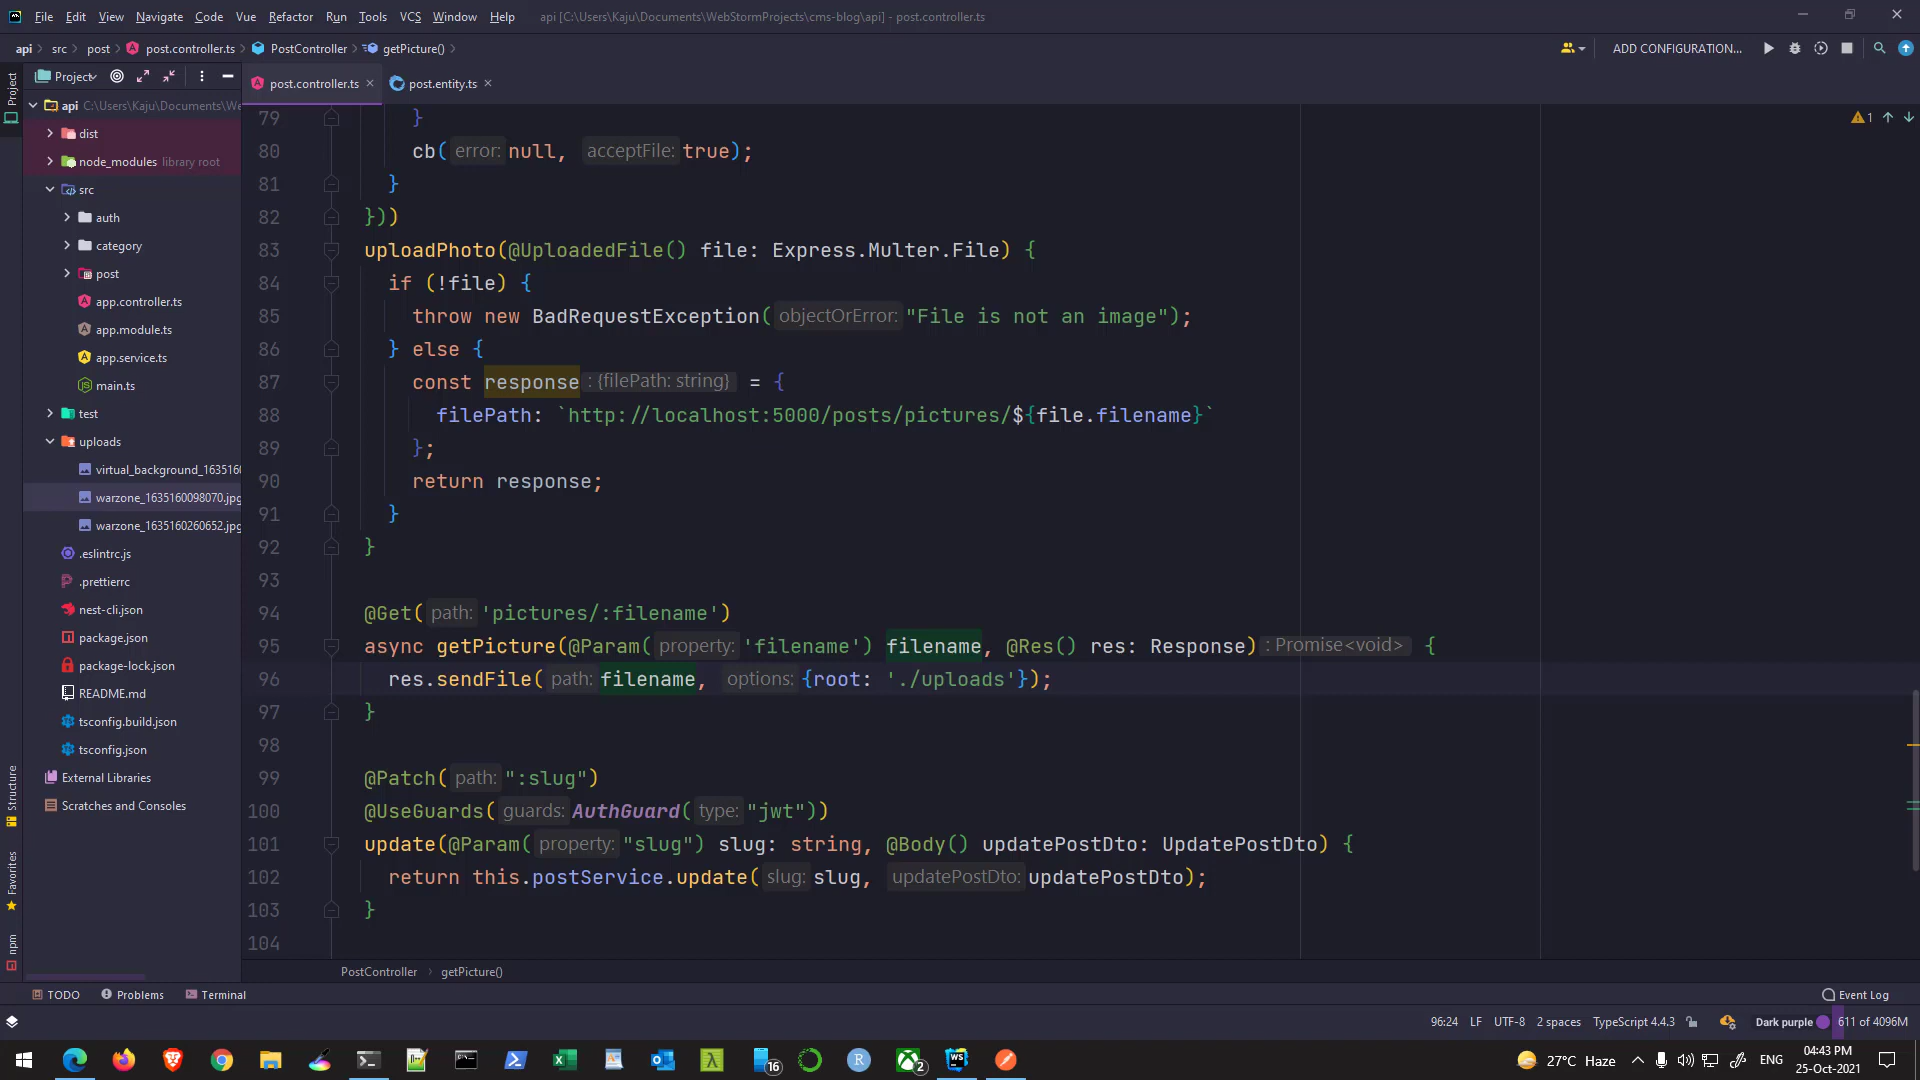 File Edit View Navigate Code Vue Refactor Run Tools VCS Window Help api [C:\Users\Kaju\Documents\WebStormProjects\cms-blog\api] - post.controller.ts
api src post post.controller.ts PostController getPicture() ADD CONFIGURATION...
Project post.controller.ts post.entity.ts
Project
api C:\Users\Kaju\Documents\We
dist
node_modules library root
src
auth
category
post
app.controller.ts
app.module.ts
app.service.ts
main.ts
test
uploads
virtual_background_163516
warzone_1635160098070.jpg
warzone_1635160260652.jpg
.eslintrc.js
.prettierrc
nest-cli.json
package.json
package-lock.json
README.md
tsconfig.build.json
tsconfig.json
External Libraries
Scratches and Consoles
Structure
Favorites
npm
1
79 }
80 cb( error: null, acceptFile: true);
81 }
82 }))
83 uploadPhoto(@UploadedFile() file: Express.Multer.File) {
84 if (!file) {
85 throw new BadRequestException( objectOrError: "File is not an image");
86 } else {
87 const response : {filePath: string} = {
88 filePath: `http://localhost:5000/posts/pictures/${file.filename}`
89 };
90 return response;
91 }
92 }
93
94 @Get( path: 'pictures/:filename')
95 async getPicture(@Param( property: 'filename') filename, @Res() res: Response) : Promise<void> {
96 res.sendFile( path: filename, options: {root: './uploads'});
97 }
98
99 @Patch( path: ":slug")
100 @UseGuards( guards: AuthGuard( type: "jwt"))
101 update(@Param( property: "slug") slug: string, @Body() updatePostDto: UpdatePostDto) {
102 return this.postService.update( slug: slug, updatePostDto: updatePostDto);
103 }
104
PostController getPicture()
TODO Problems Terminal Event Log
96:24 LF UTF-8 2 spaces TypeScript 4.4.3 Dark purple 611 of 4096M
16 R 2 WS 27°C Haze ENG 04:43 PM
25-Oct-2021